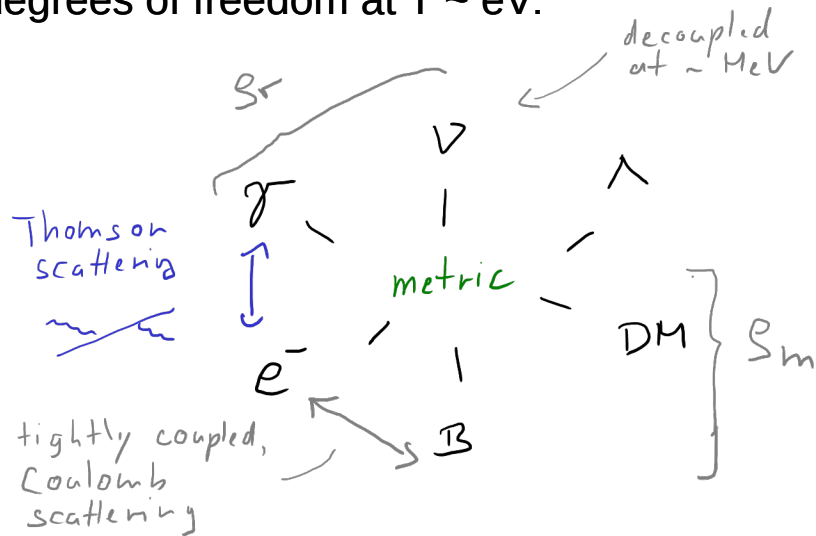 degrees of freedom at T ~ eV.
decoupled
at ~ MeV
ρr
ν
γ
Λ
Thomson
scattering
metric
DM
ρm
e⁻
B
tightly coupled,
Coulomb
scattering